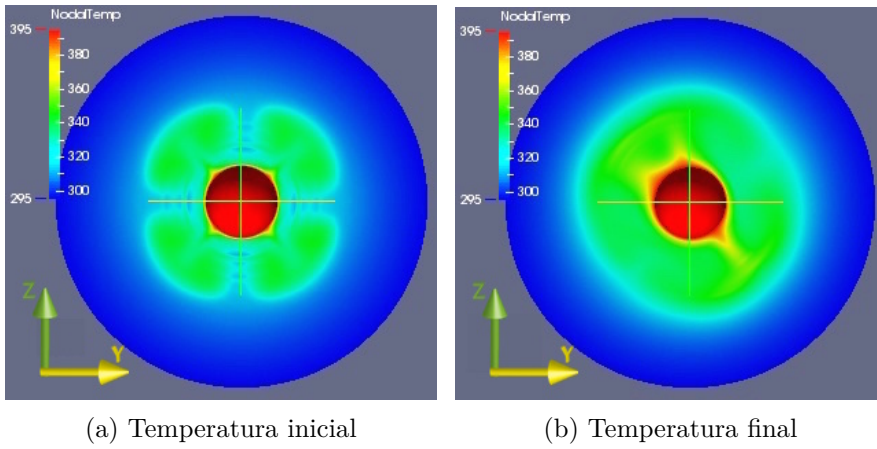 NodalTemp
395
380
360
340
320
300
295
Z
Y
(a) Temperatura inicial
NodalTemp
395
380
360
340
320
300
295
Z
Y
(b) Temperatura final